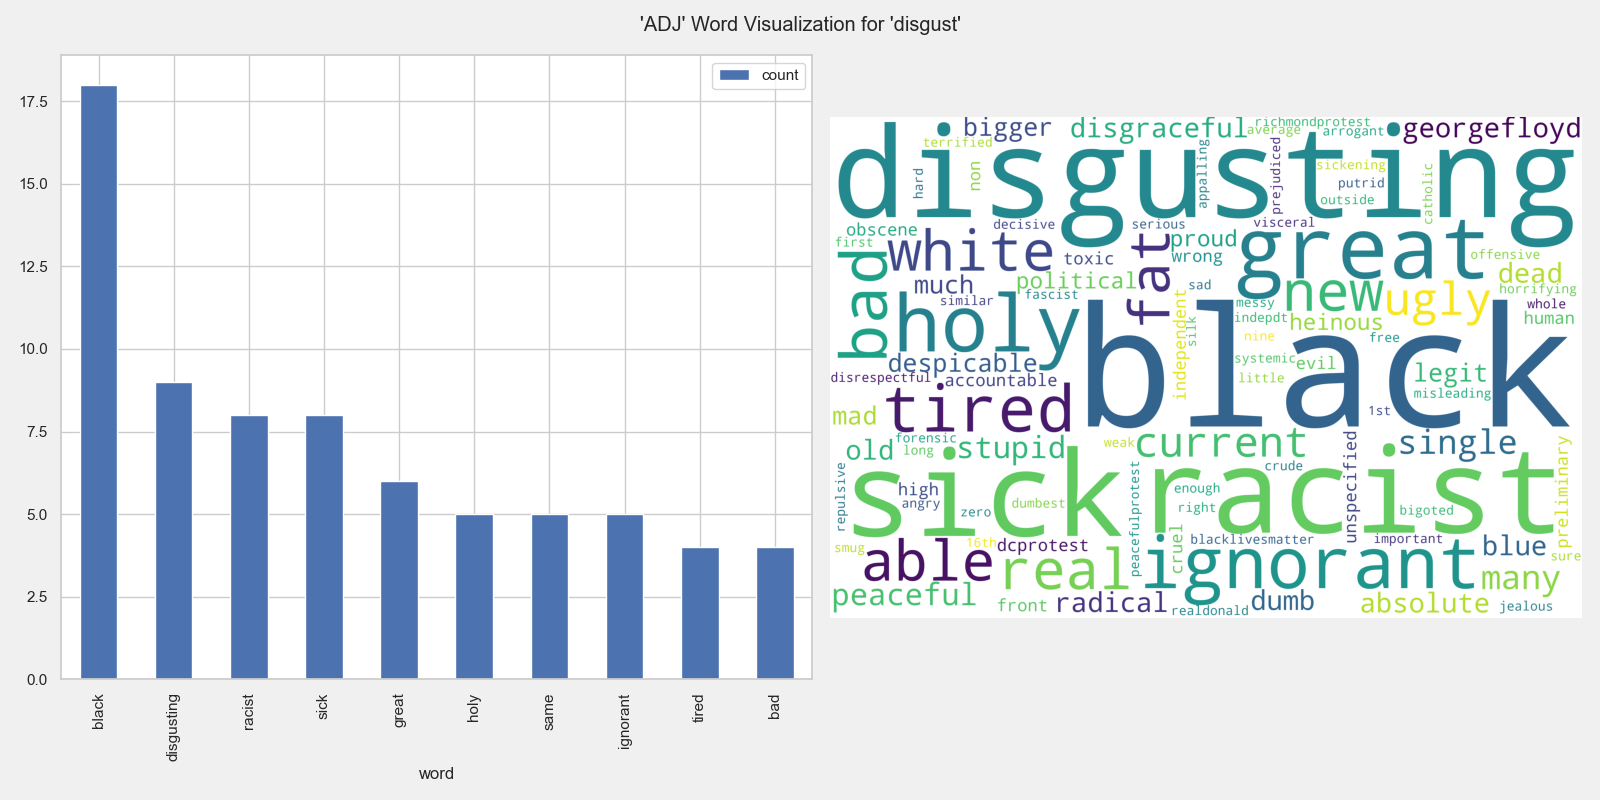 'ADJ' Word Visualization for 'disgust'
count
17.5
15.0
12.5
10.0
7.5
5.0
2.5
0.0
black
disgusting
racist
sick
great
holy
same
ignorant
tired
bad
word
richmondprotest
bigger
disgraceful
average
arrogant
georgefloyd
terrified
disgusting
hard
non
appalling
prejudiced
sickening
putrid
catholic
outside
obscene
decisive
serious
visceral
first
white
fat
proud
great
offensive
bad
toxic
wrong
dead
much
political
sad
new
ugly
horrifying
similar
fascist
independent
messy
whole
holy
silk
indepdt
heinous
human
black
nine
free
despicable
systemic
evil
disrespectful
accountable
little
legit
misleading
mad
tired
1st
old
forensic
long
stupid
weak
current
unspecified
single
preliminary
repulsive
sick
peacefulprotest
crude
racist
high
angry
dumbest
enough
zero
right
bigoted
smug
16th
dcprotest
cruel
blacklivesmatter
important
blue
sure
able
real
ignorant
many
peaceful
front
radical
realdonald
dumb
absolute
jealous